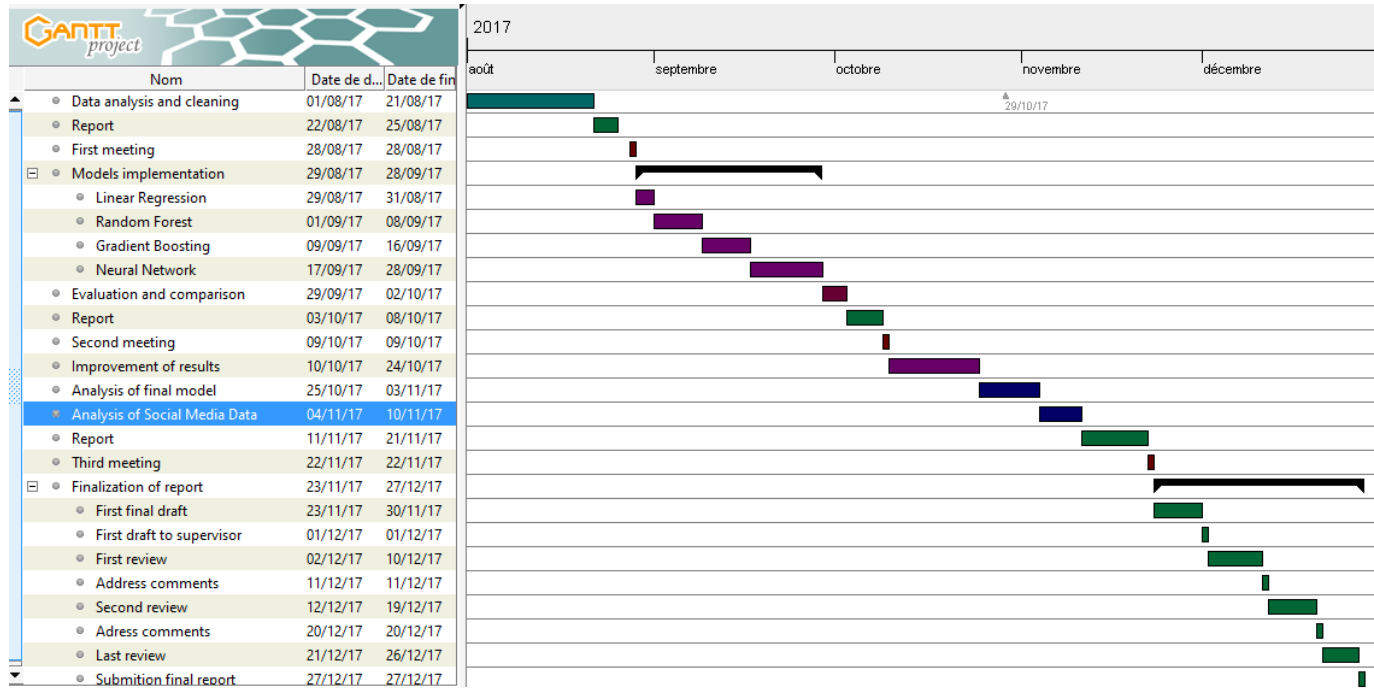 GANTT
project
2017
août septembre octobre novembre décembre
Nom Date de d... Date de fin
29/10/17
Data analysis and cleaning 01/08/17 21/08/17
Report 22/08/17 25/08/17
First meeting 28/08/17 28/08/17
Models implementation 29/08/17 28/09/17
Linear Regression 29/08/17 31/08/17
Random Forest 01/09/17 08/09/17
Gradient Boosting 09/09/17 16/09/17
Neural Network 17/09/17 28/09/17
Evaluation and comparison 29/09/17 02/10/17
Report 03/10/17 08/10/17
Second meeting 09/10/17 09/10/17
Improvement of results 10/10/17 24/10/17
Analysis of final model 25/10/17 03/11/17
Analysis of Social Media Data 04/11/17 10/11/17
Report 11/11/17 21/11/17
Third meeting 22/11/17 22/11/17
Finalization of report 23/11/17 27/12/17
First final draft 23/11/17 30/11/17
First draft to supervisor 01/12/17 01/12/17
First review 02/12/17 10/12/17
Address comments 11/12/17 11/12/17
Second review 12/12/17 19/12/17
Adress comments 20/12/17 20/12/17
Last review 21/12/17 26/12/17
Submition final report 27/12/17 27/12/17